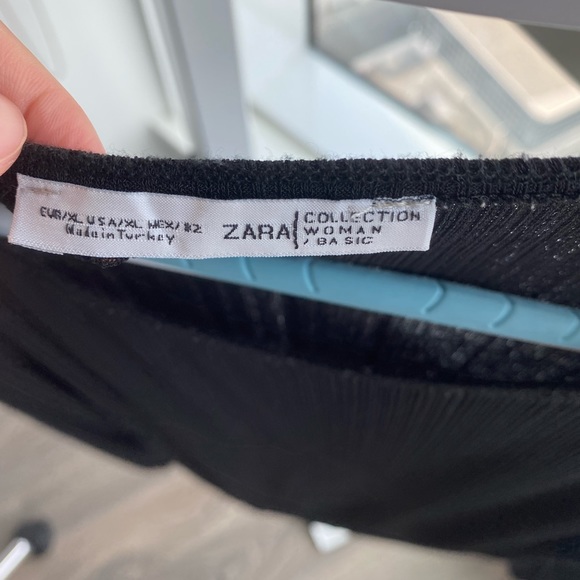 EUR/XL USA/XL MEX/32
Made in Turkey
ZARA
COLLECTION
WOMAN
/BASIC